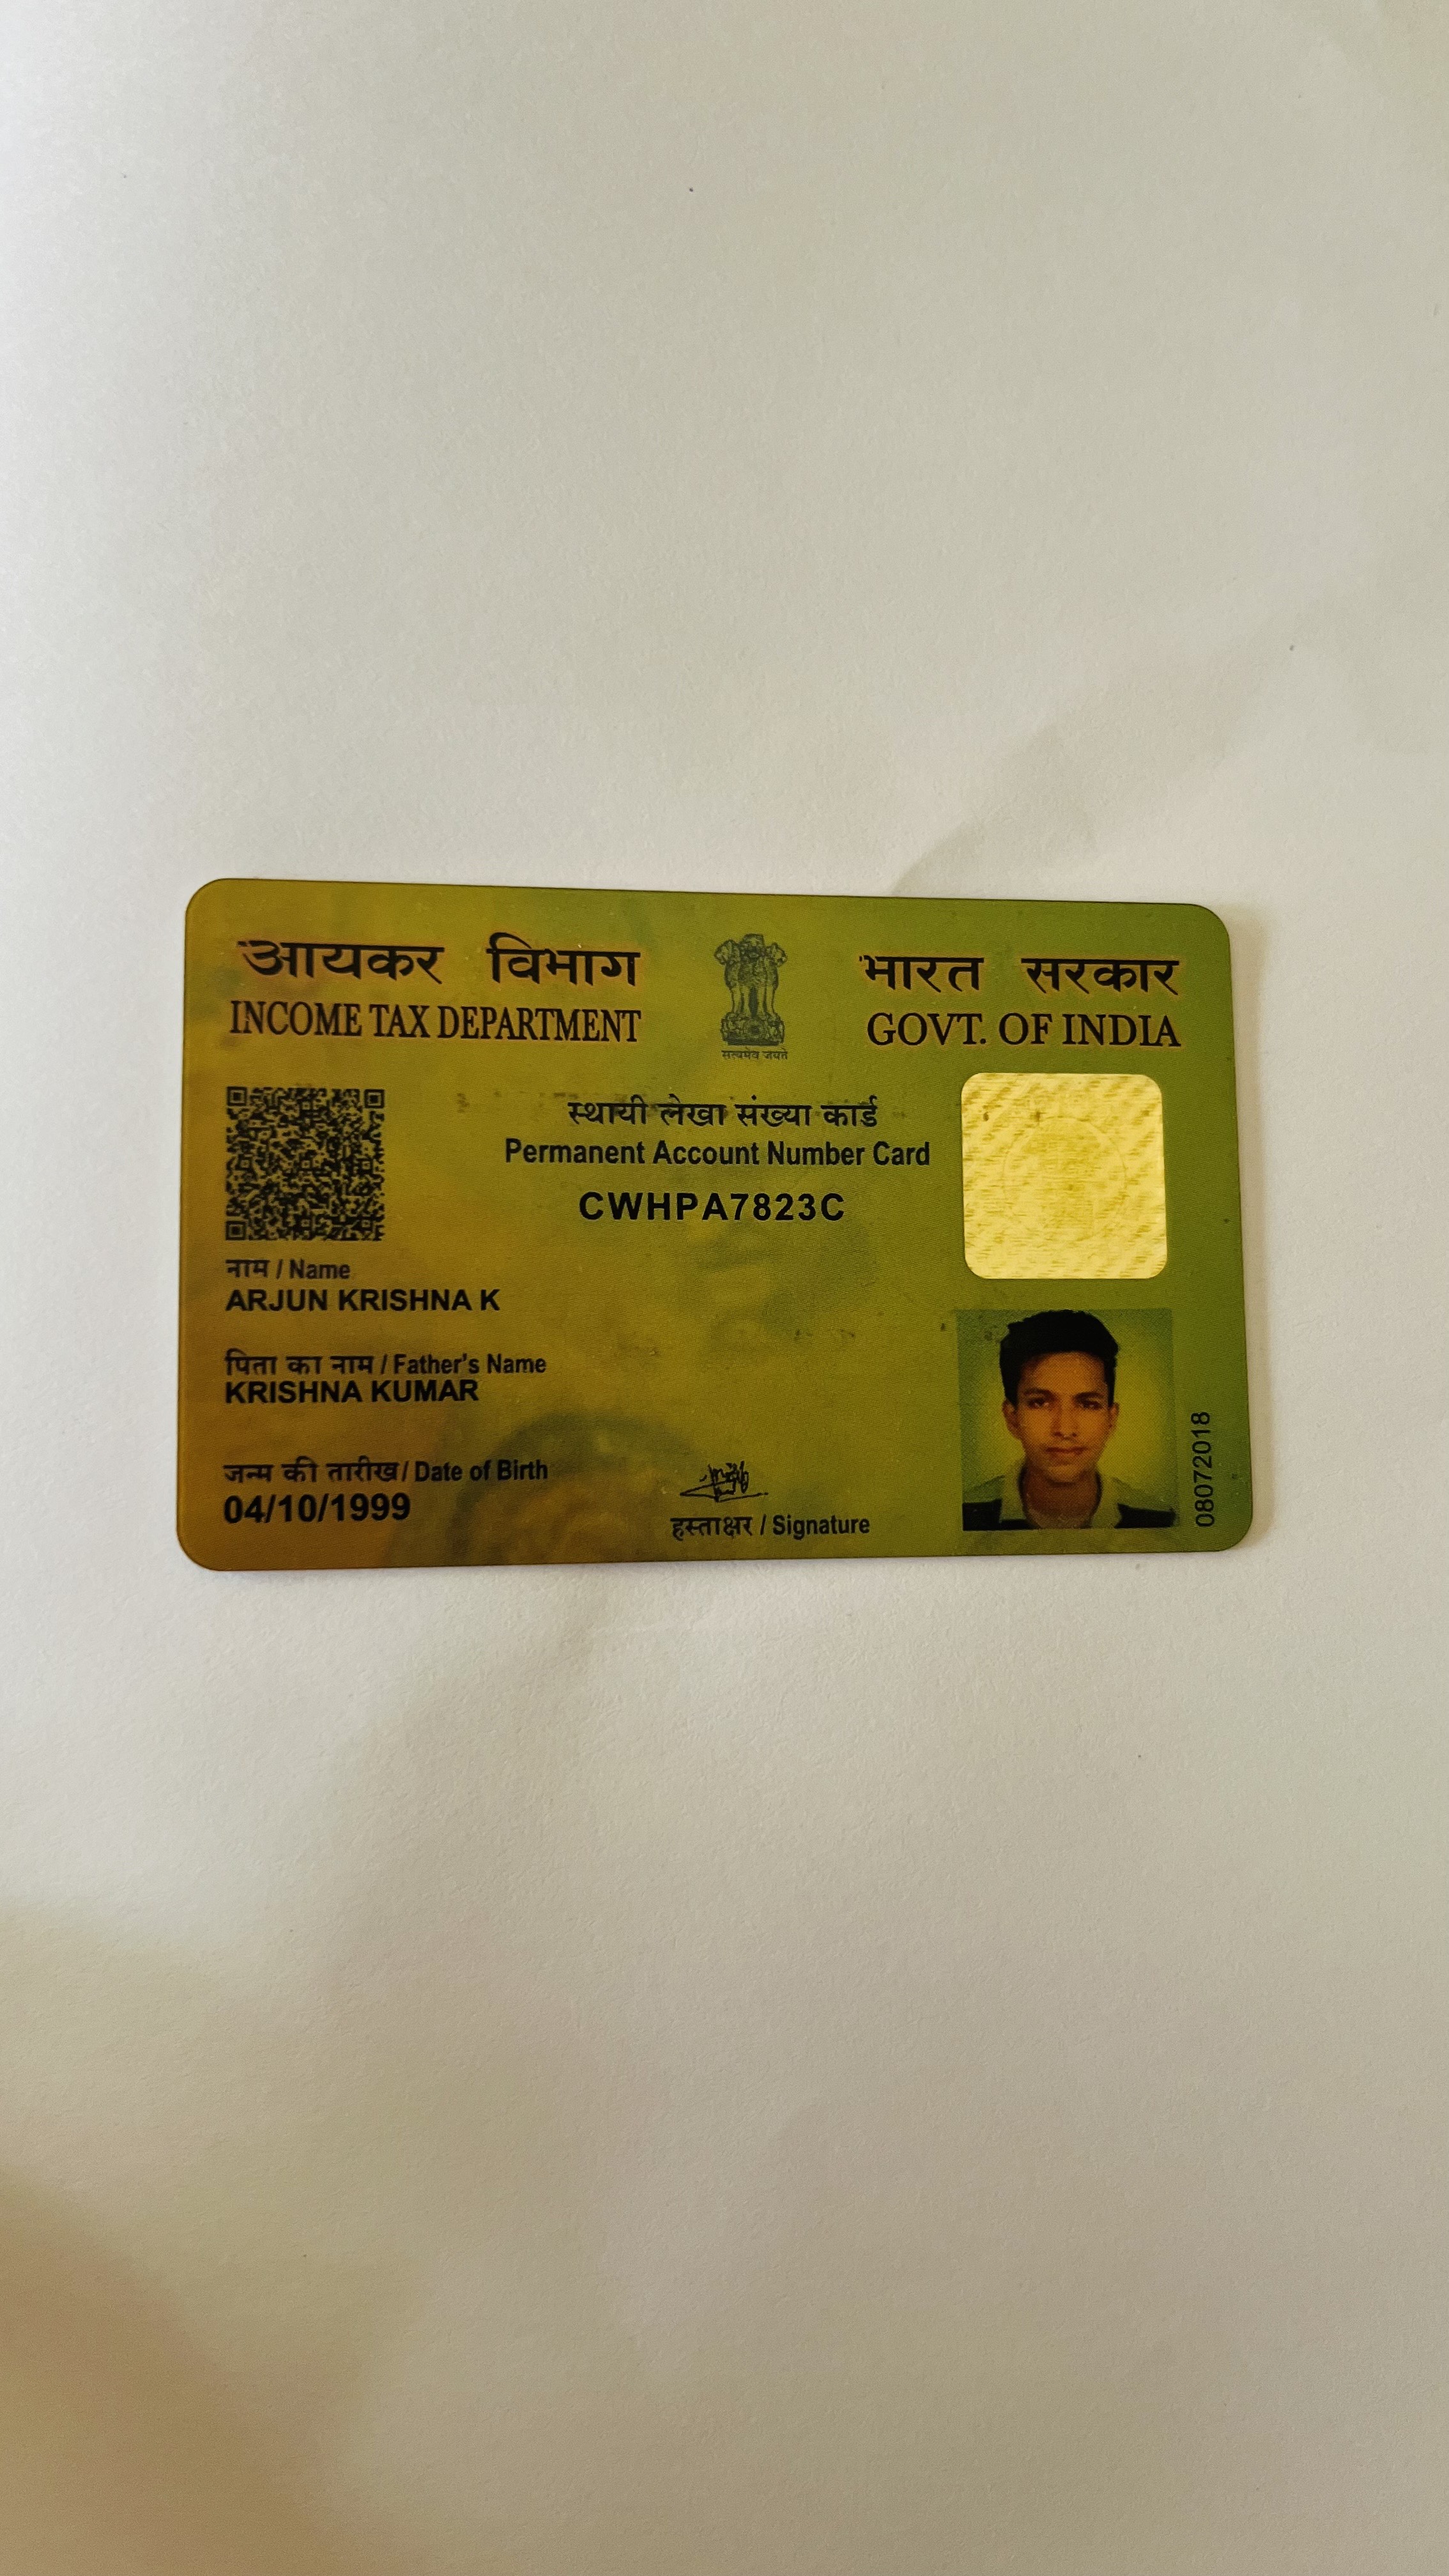 आयकर विभाग
INCOME TAX DEPARTMENT
सत्यमेव जयते
भारत सरकार
GOVT. OF INDIA
स्थायी लेखा संख्या कार्ड
Permanent Account Number Card
CWHPA7823C
नाम / Name
ARJUN KRISHNA K
पिता का नाम / Father's Name
KRISHNA KUMAR
जन्म की तारीख / Date of Birth
04/10/1999
हस्ताक्षर / Signature
08072018